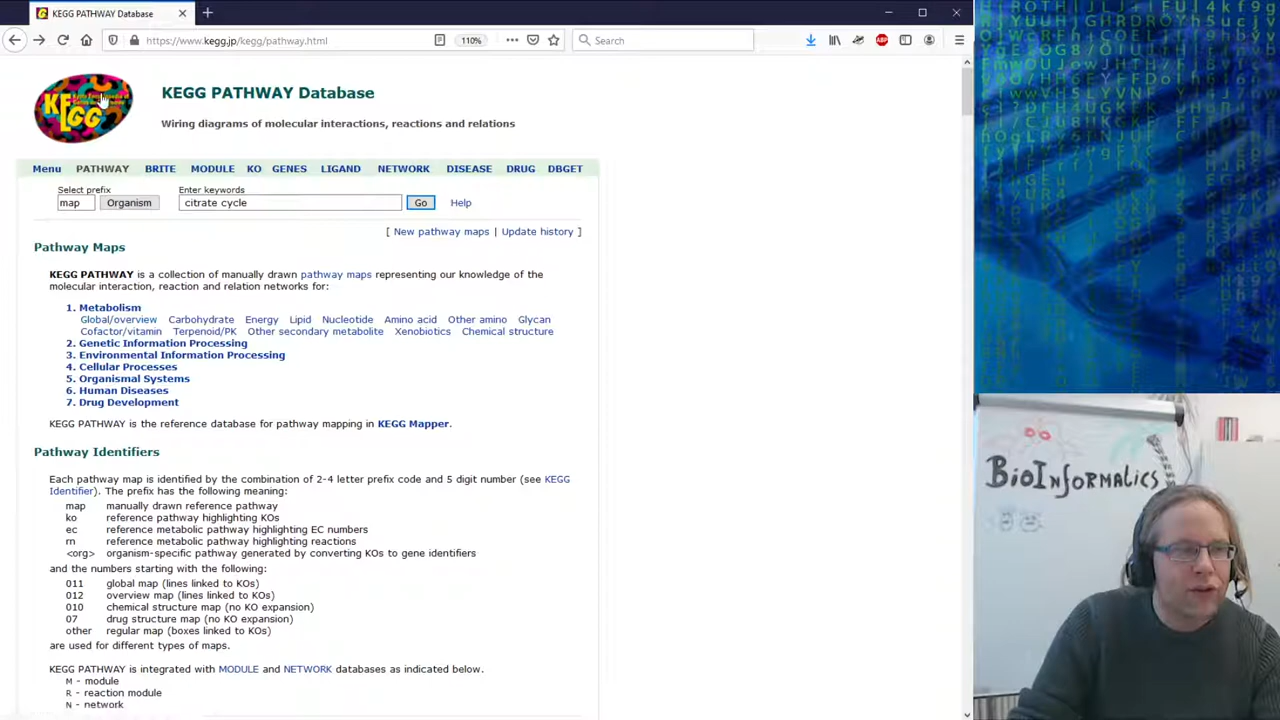 KEGG PATHWAY Database
https://www.kegg.jp/kegg/pathway.html
110%
Search
ABP
KEGG
KEGG PATHWAY Database
Wiring diagrams of molecular interactions, reactions and relations
Menu PATHWAY BRITE MODULE KO GENES LIGAND NETWORK DISEASE DRUG DBGET
Select prefix Enter keywords
map Organism citrate cycle Go Help
[ New pathway maps | Update history ]
Pathway Maps
KEGG PATHWAY is a collection of manually drawn pathway maps representing our knowledge of the
molecular interaction, reaction and relation networks for:
1. Metabolism
Global/overview Carbohydrate Energy Lipid Nucleotide Amino acid Other amino Glycan
Cofactor/vitamin Terpenoid/PK Other secondary metabolite Xenobiotics Chemical structure
2. Genetic Information Processing
3. Environmental Information Processing
4. Cellular Processes
5. Organismal Systems
6. Human Diseases
7. Drug Development
KEGG PATHWAY is the reference database for pathway mapping in KEGG Mapper.
Pathway Identifiers
Each pathway map is identified by the combination of 2-4 letter prefix code and 5 digit number (see KEGG
Identifier). The prefix has the following meaning:
map manually drawn reference pathway
ko reference pathway highlighting KOs
ec reference metabolic pathway highlighting EC numbers
rn reference metabolic pathway highlighting reactions
<org> organism-specific pathway generated by converting KOs to gene identifiers
and the numbers starting with the following:
011 global map (lines linked to KOs)
012 overview map (lines linked to KOs)
010 chemical structure map (no KO expansion)
07 drug structure map (no KO expansion)
other regular map (boxes linked to KOs)
are used for different types of maps.
KEGG PATHWAY is integrated with MODULE and NETWORK databases as indicated below.
M - module
R - reaction module
N - network
BioInformatics